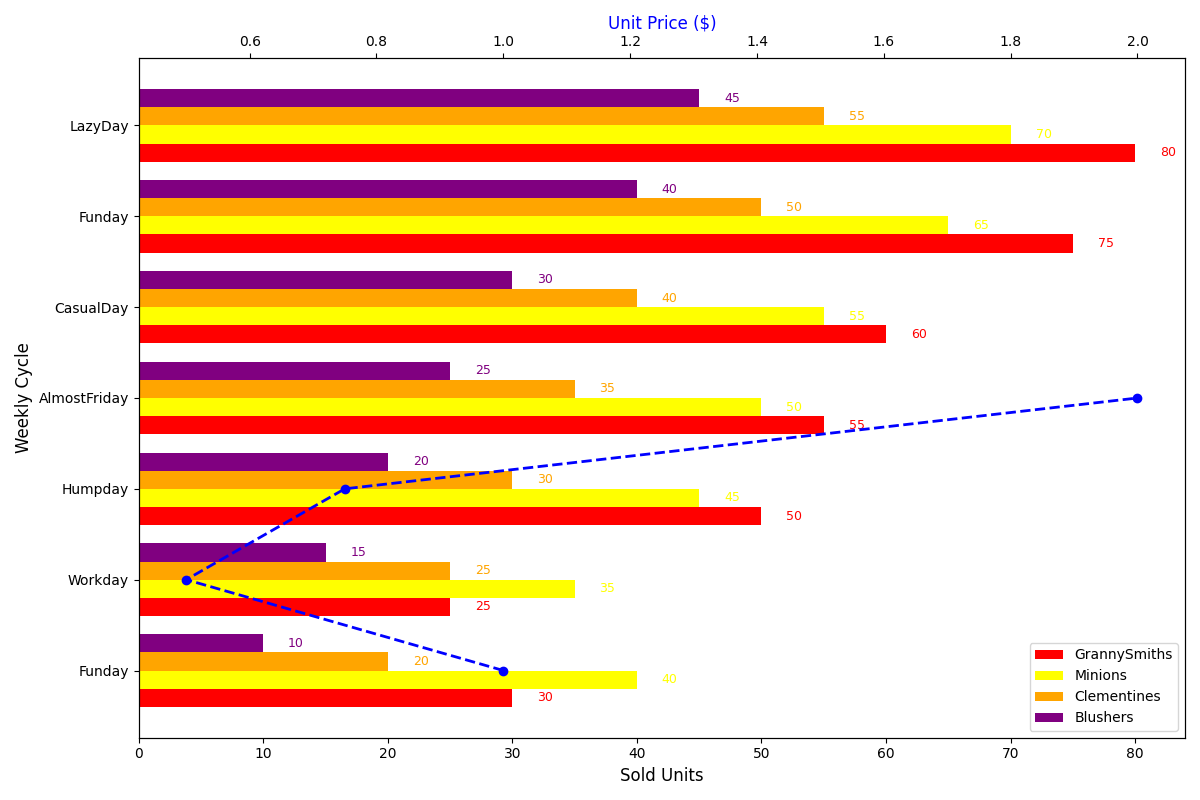 Unit Price ($)
0.6 0.8 1.0 1.2 1.4 1.6 1.8 2.0
45
LazyDay 55
70
80
40
Funday 50
65
75
30
CasualDay 40
55
60
25
AlmostFriday 35
50
55
20
Humpday 30
45
50
15
Workday 25
35
25
10
Funday 20
40
30
Weekly Cycle
GrannySmiths
Minions
Clementines
Blushers
0 10 20 30 40 50 60 70 80
Sold Units